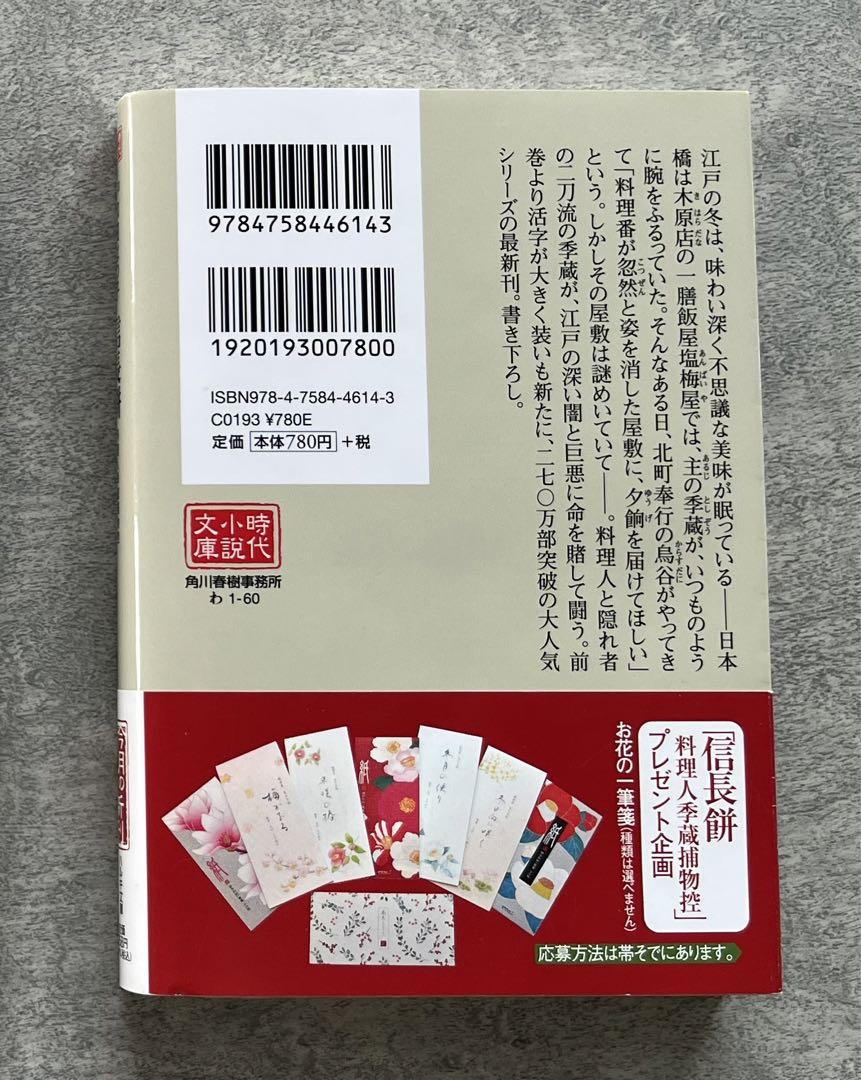 江戸の冬は、味わい深く不思議な美味が眠っている――日本
橋は木原店の一膳飯屋塩梅屋では、主の季蔵が、いつものよう
に腕をふるっていた。そんなある日、北町奉行の烏谷がやってき
て「料理番が忽然と姿を消した屋敷に、夕餉を届けてほしい」
という。しかしその屋敷は謎めいていて――。料理人と隠れ者
の二刀流の季蔵が、江戸の深い闇と巨悪に命を賭して闘う。前
巻より活字が大きく装いも新たに、二七〇万部突破の大人気
シリーズの最新刊。書き下ろし。
9784758446143
1920193007800
ISBN978-4-7584-4614-3
C0193 ¥780E
定価 本体780円 +税
時代
小説
文庫
角川春樹事務所
わ 1-60
「信長餅
料理人季蔵捕物控」
プレゼント企画
お花の一筆箋(種類は選べません)
応募方法は帯そでにあります。